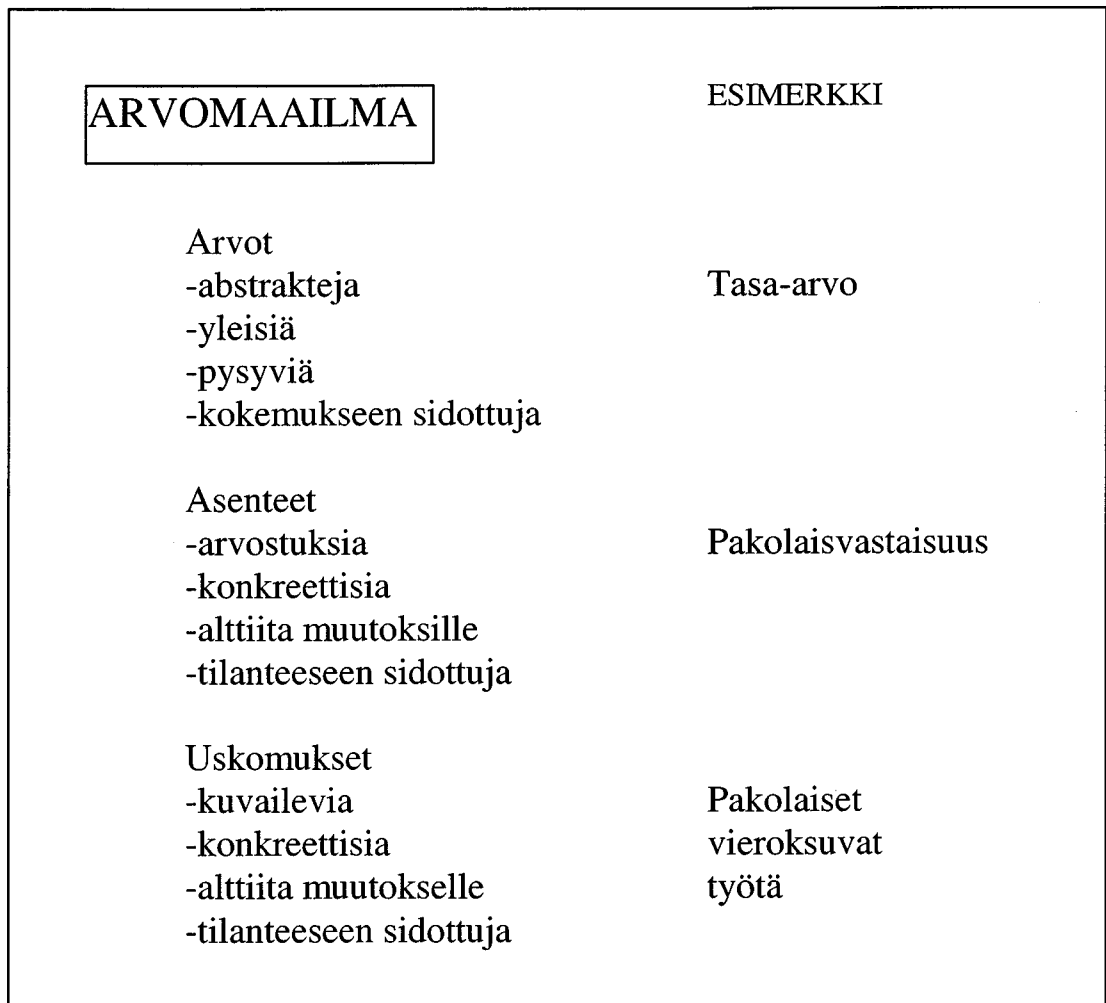 ARVOMAAILMA ESIMERKKI
Arvot
-abstrakteja Tasa-arvo
-yleisiä
-pysyviä
-kokemukseen sidottuja
Asenteet
-arvostuksia Pakolaisvastaisuus
-konkreettisia
-alttiita muutoksille
-tilanteeseen sidottuja
Uskomukset
-kuvailevia Pakolaiset
-konkreettisia vieroksuvat
-alttiita muutokselle työtä
-tilanteeseen sidottuja